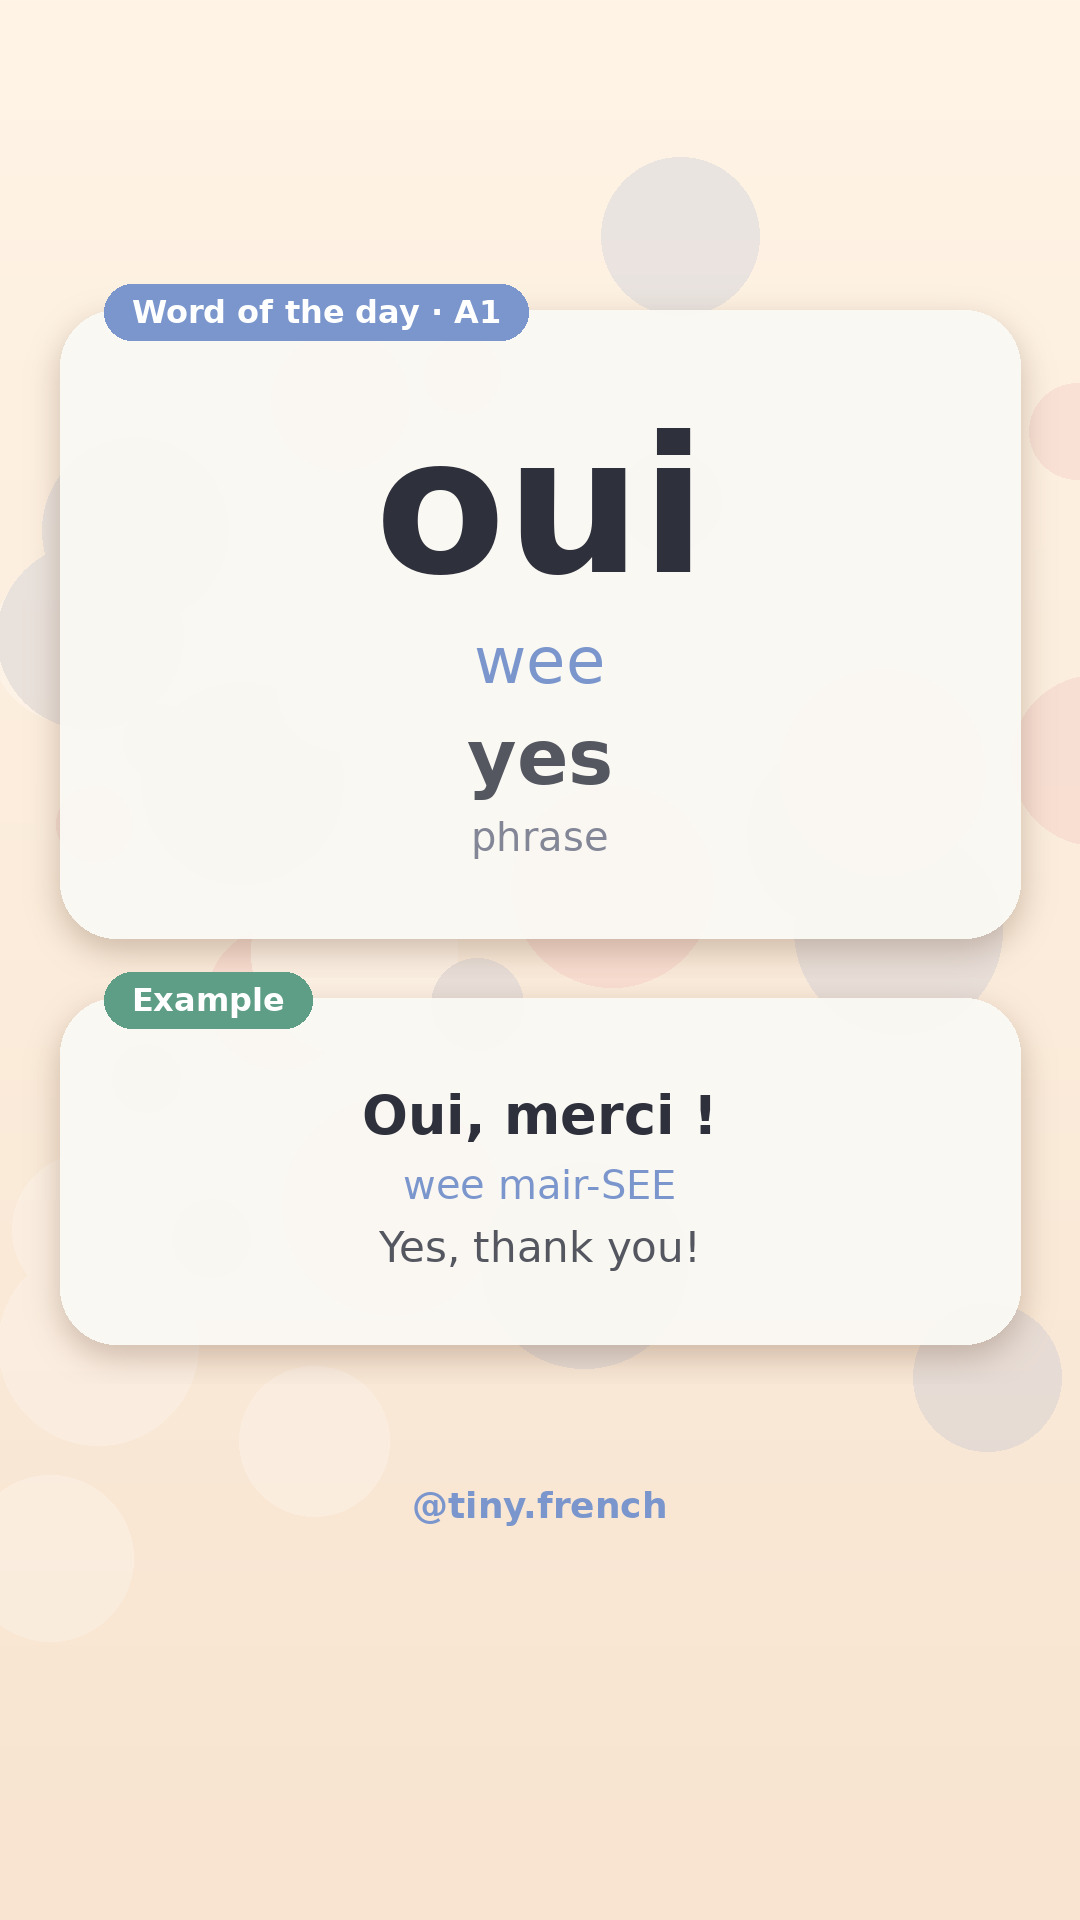 Word of the day · A1
oui
wee
yes
phrase
Example
Oui, merci !
wee mair-SEE
Yes, thank you!
@tiny.french